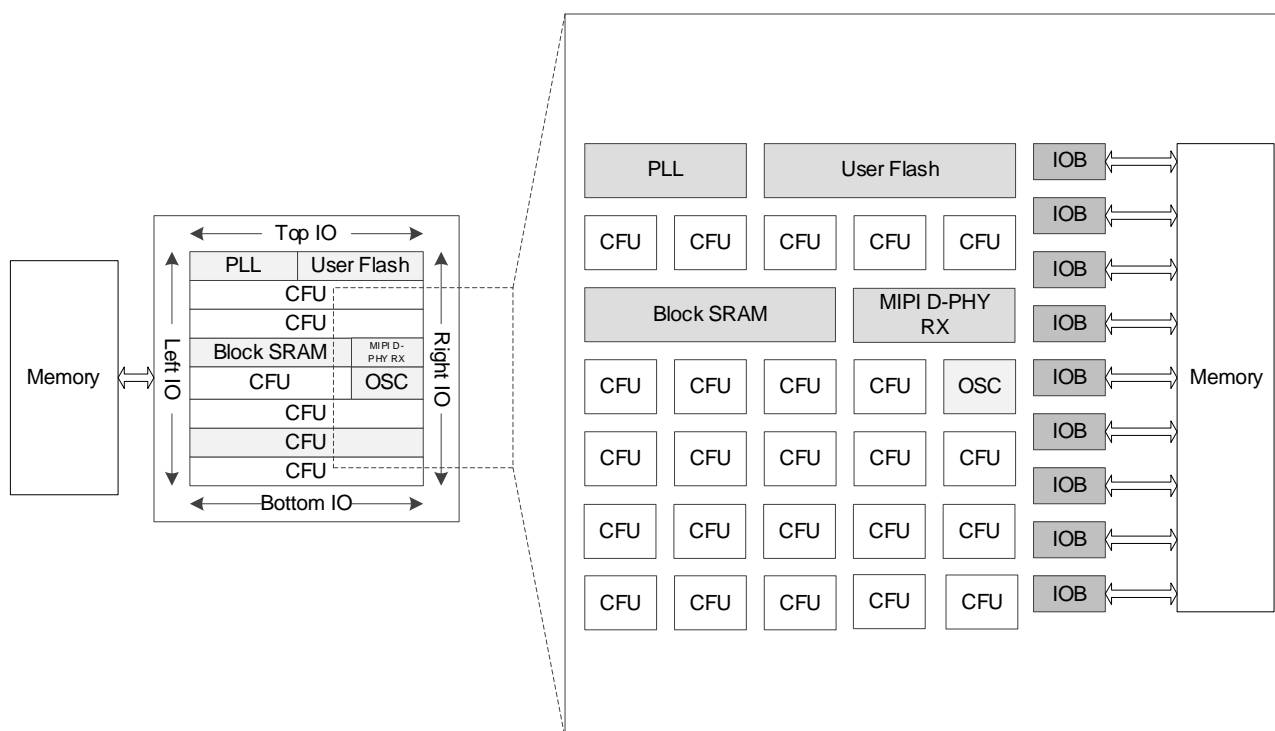 Memory
Top IO
Left IO
PLL User Flash
CFU
CFU
Block SRAM MIPI D-
PHY RX
CFU OSC
CFU
CFU
CFU
Right IO
Bottom IO
PLL User Flash IOB
CFU CFU CFU CFU CFU IOB
IOB
Block SRAM MIPI D-PHY
RX IOB
CFU CFU CFU CFU OSC IOB
Memory
CFU CFU CFU CFU CFU IOB
IOB
CFU CFU CFU CFU CFU IOB
CFU CFU CFU CFU CFU IOB